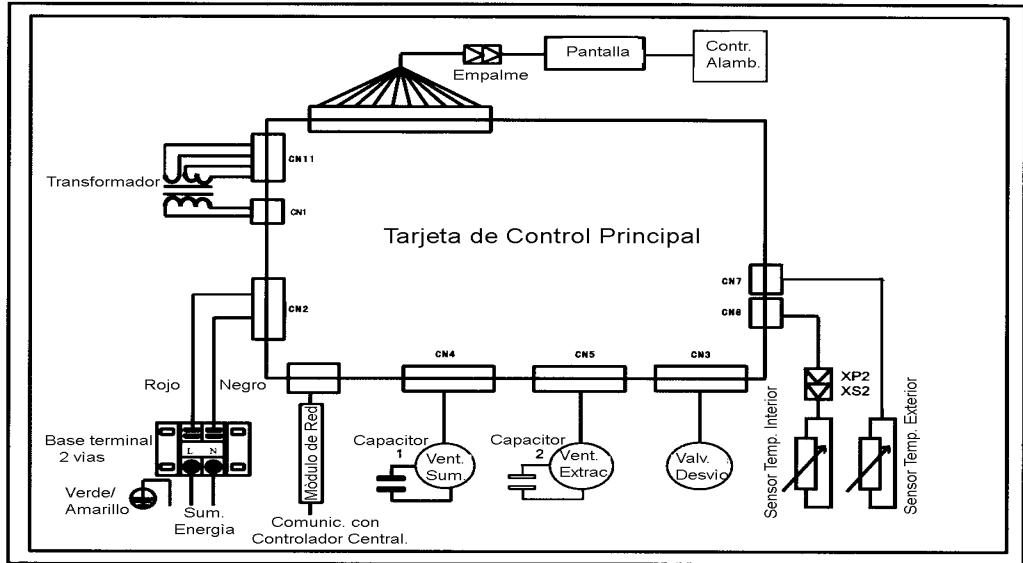 Empalme
Pantalla
Contr.
Alamb.
CN11
Transformador
CN1
Tarjeta de Control Principal
CN7
CN2
CN6
CN4
CN5
CN3
Rojo
Negro
XP2
XS2
Base terminal
2 vias
L
N
Verde/
Amarillo
Sum.
Energìa
Mòdulo de Red
Comunic. con
Controlador Central.
Capacitor
1
Vent.
Sum.
Capacitor
2
Vent.
Extrac.
Valv.
Desvio
Sensor Temp. Interior
Sensor Temp. Exterior